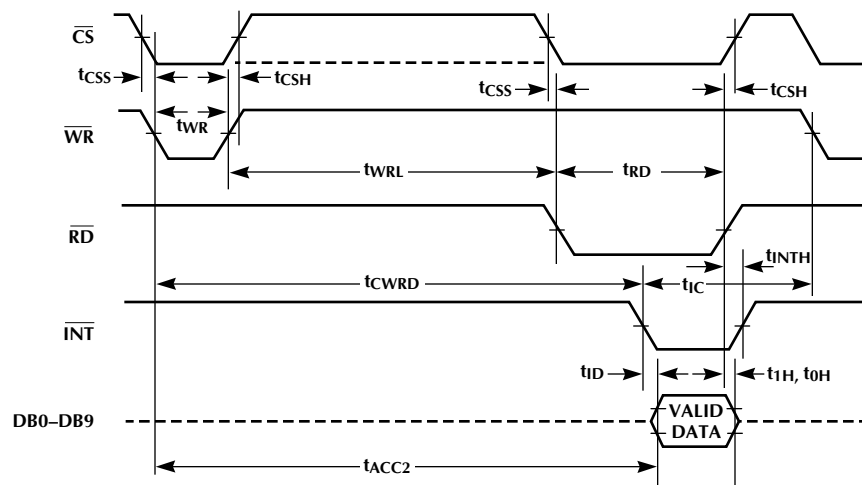 CS
tCSS
tCSH
tCSS
tCSH
tWR
WR
tWRL
tRD
RD
tINTH
tCWRD
tIC
INT
tID
t1H, t0H
DB0–DB9
VALID
DATA
tACC2